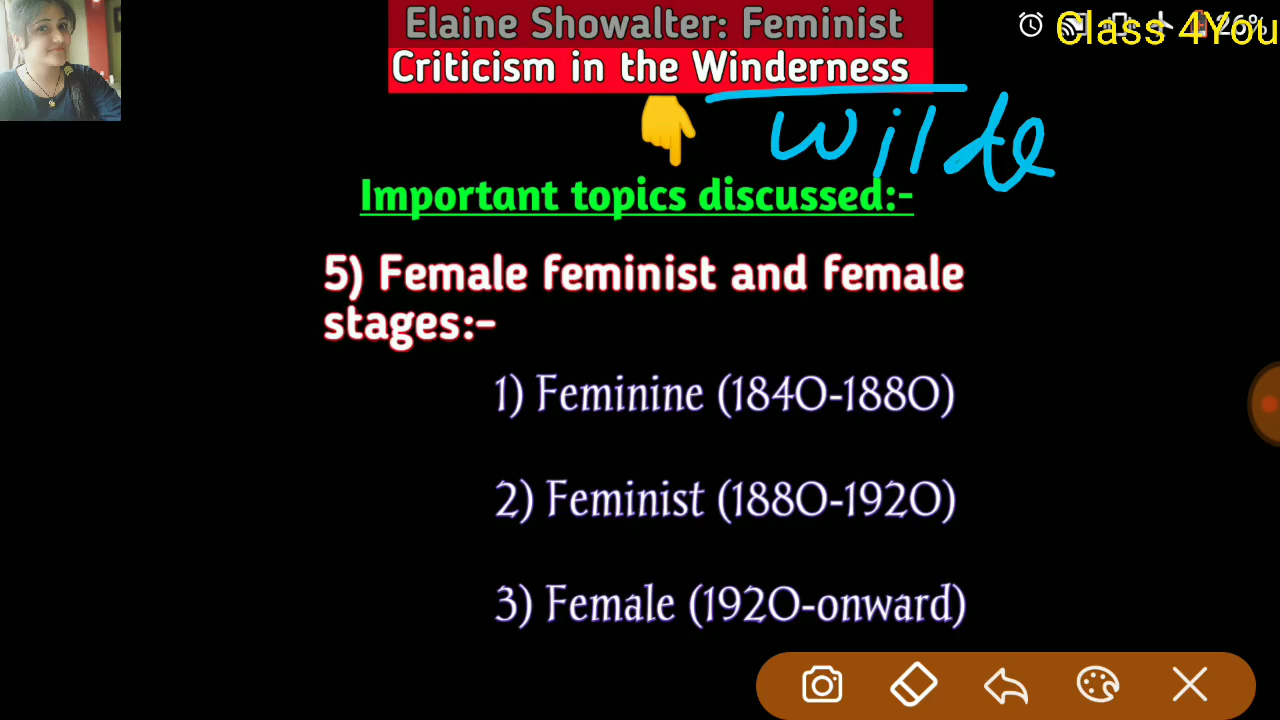 Elaine Showalter: Feminist
Criticism in the Winderness
Class 4You
wilde
Important topics discussed:-
5) Female feminist and female
stages:-
1) Feminine (1840-1880)
2) Feminist (1880-1920)
3) Female (1920-onward)